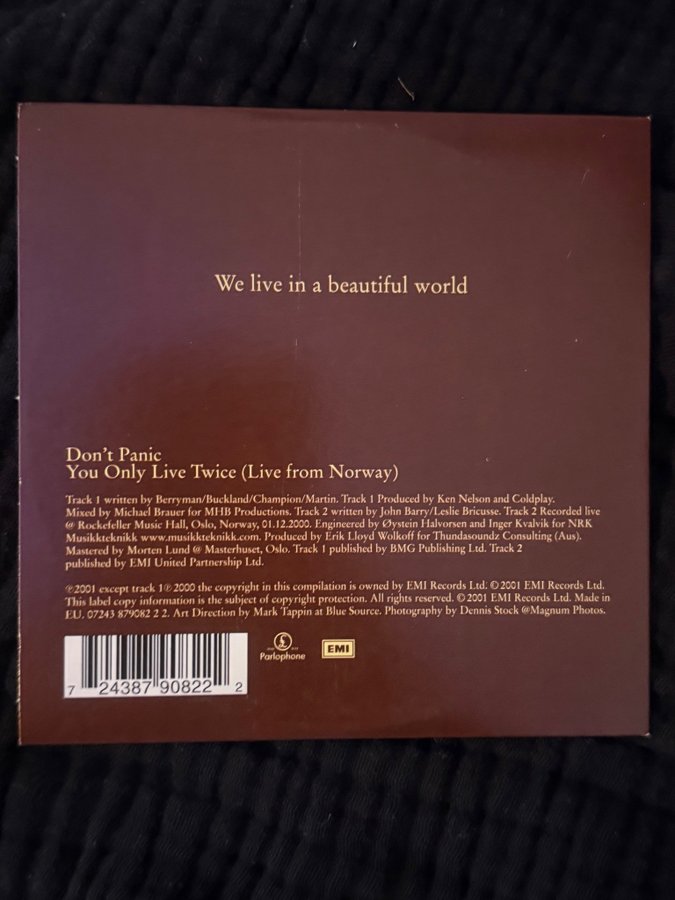 We live in a beautiful world
Don't Panic
You Only Live Twice (Live from Norway)
Track 1 written by Berryman/Buckland/Champion/Martin. Track 1 Produced by Ken Nelson and Coldplay.
Mixed by Michael Brauer for MHB Productions. Track 2 written by John Barry/Leslie Bricusse. Track 2 Recorded live
@ Rockefeller Music Hall, Oslo, Norway, 01.12.2000. Engineered by Øystein Halvorsen and Inger Kvalvik for NRK
Musikkteknikk www.musikkteknikk.com. Produced by Erik Lloyd Wolkoff for Thundasoundz Consulting (Aus).
Mastered by Morten Lund @ Masterhuset, Oslo. Track 1 published by BMG Publishing Ltd. Track 2
published by EMI United Partnership Ltd.
℗2001 except track 1℗2000 the copyright in this compilation is owned by EMI Records Ltd. ©2001 EMI Records Ltd.
This label copy information is the subject of copyright protection. All rights reserved. ©2001 EMI Records Ltd. Made in
EU. 07243 879082 2 2. Art Direction by Mark Tappin at Blue Source. Photography by Dennis Stock @Magnum Photos.
7 24387 90822 2
Parlophone
EMI